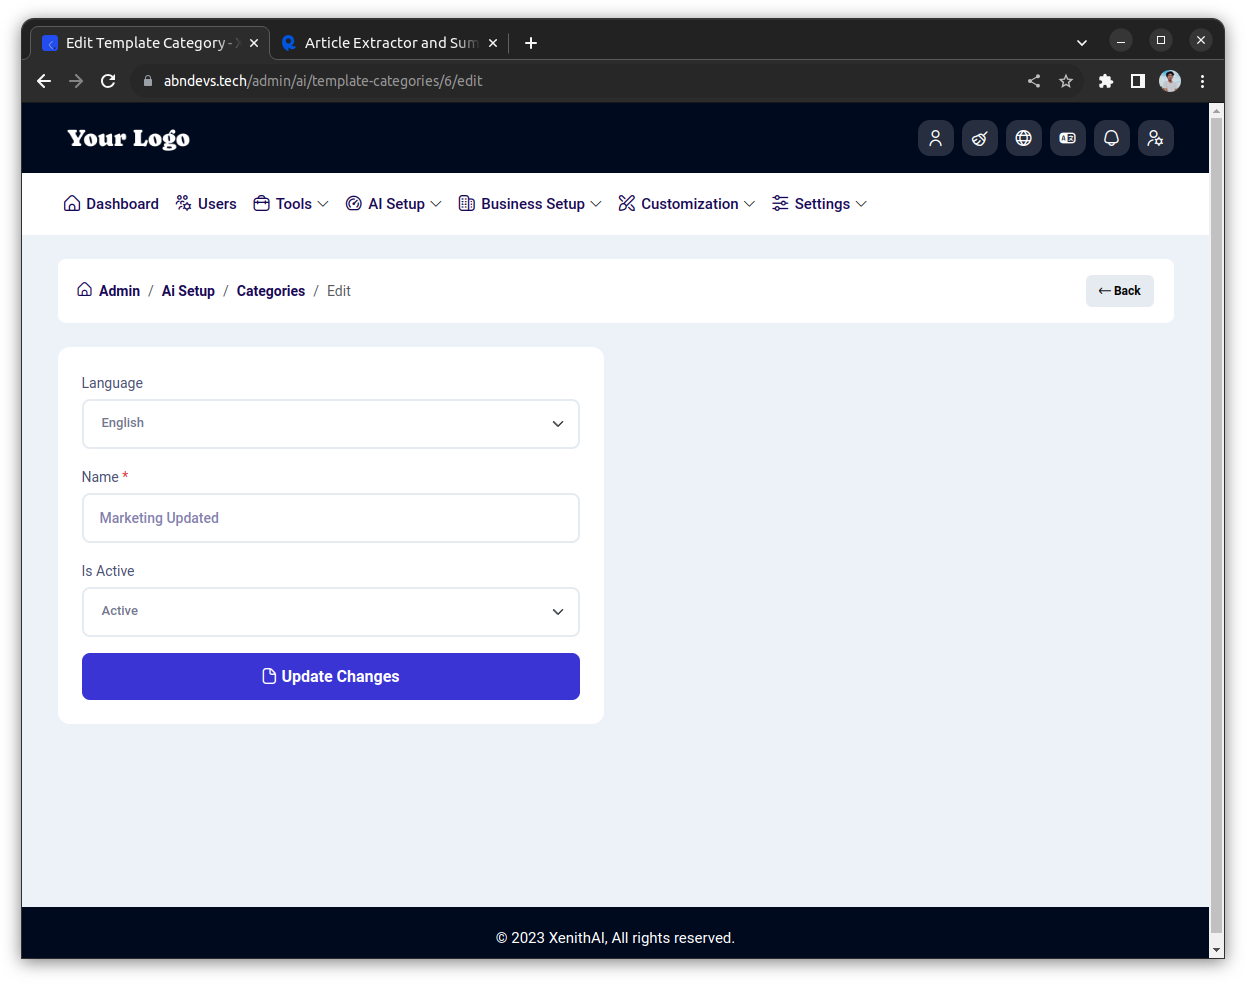 Edit Template Category -
Article Extractor and Sum
abndevs.tech/admin/ai/template-categories/6/edit
Your Logo
Dashboard Users Tools AI Setup Business Setup Customization Settings
Admin / Ai Setup / Categories / Edit
Back
Language
English
Name *
Marketing Updated
Is Active
Active
Update Changes
© 2023 XenithAI, All rights reserved.